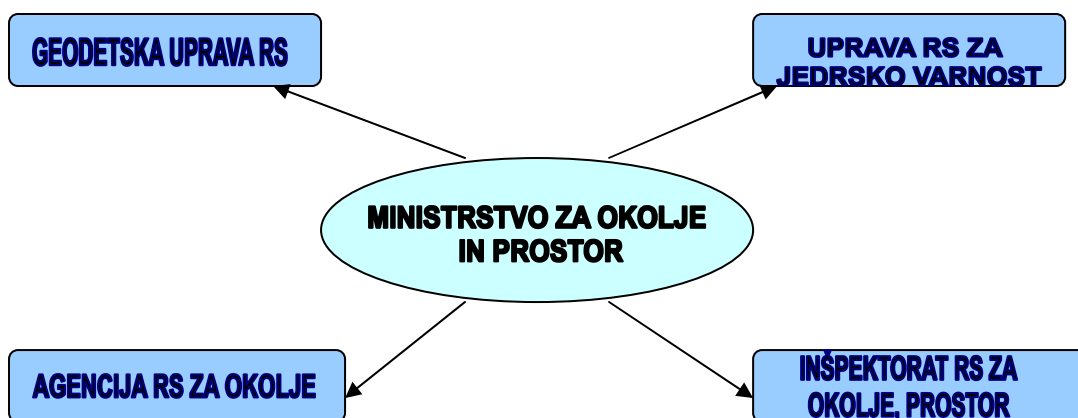 GEODETSKA UPRAVA RS
UPRAVA RS ZA
JEDRSKO VARNOST
MINISTRSTVO ZA OKOLJE
IN PROSTOR
AGENCIJA RS ZA OKOLJE
INŠPEKTORAT RS ZA
OKOLJE, PROSTOR